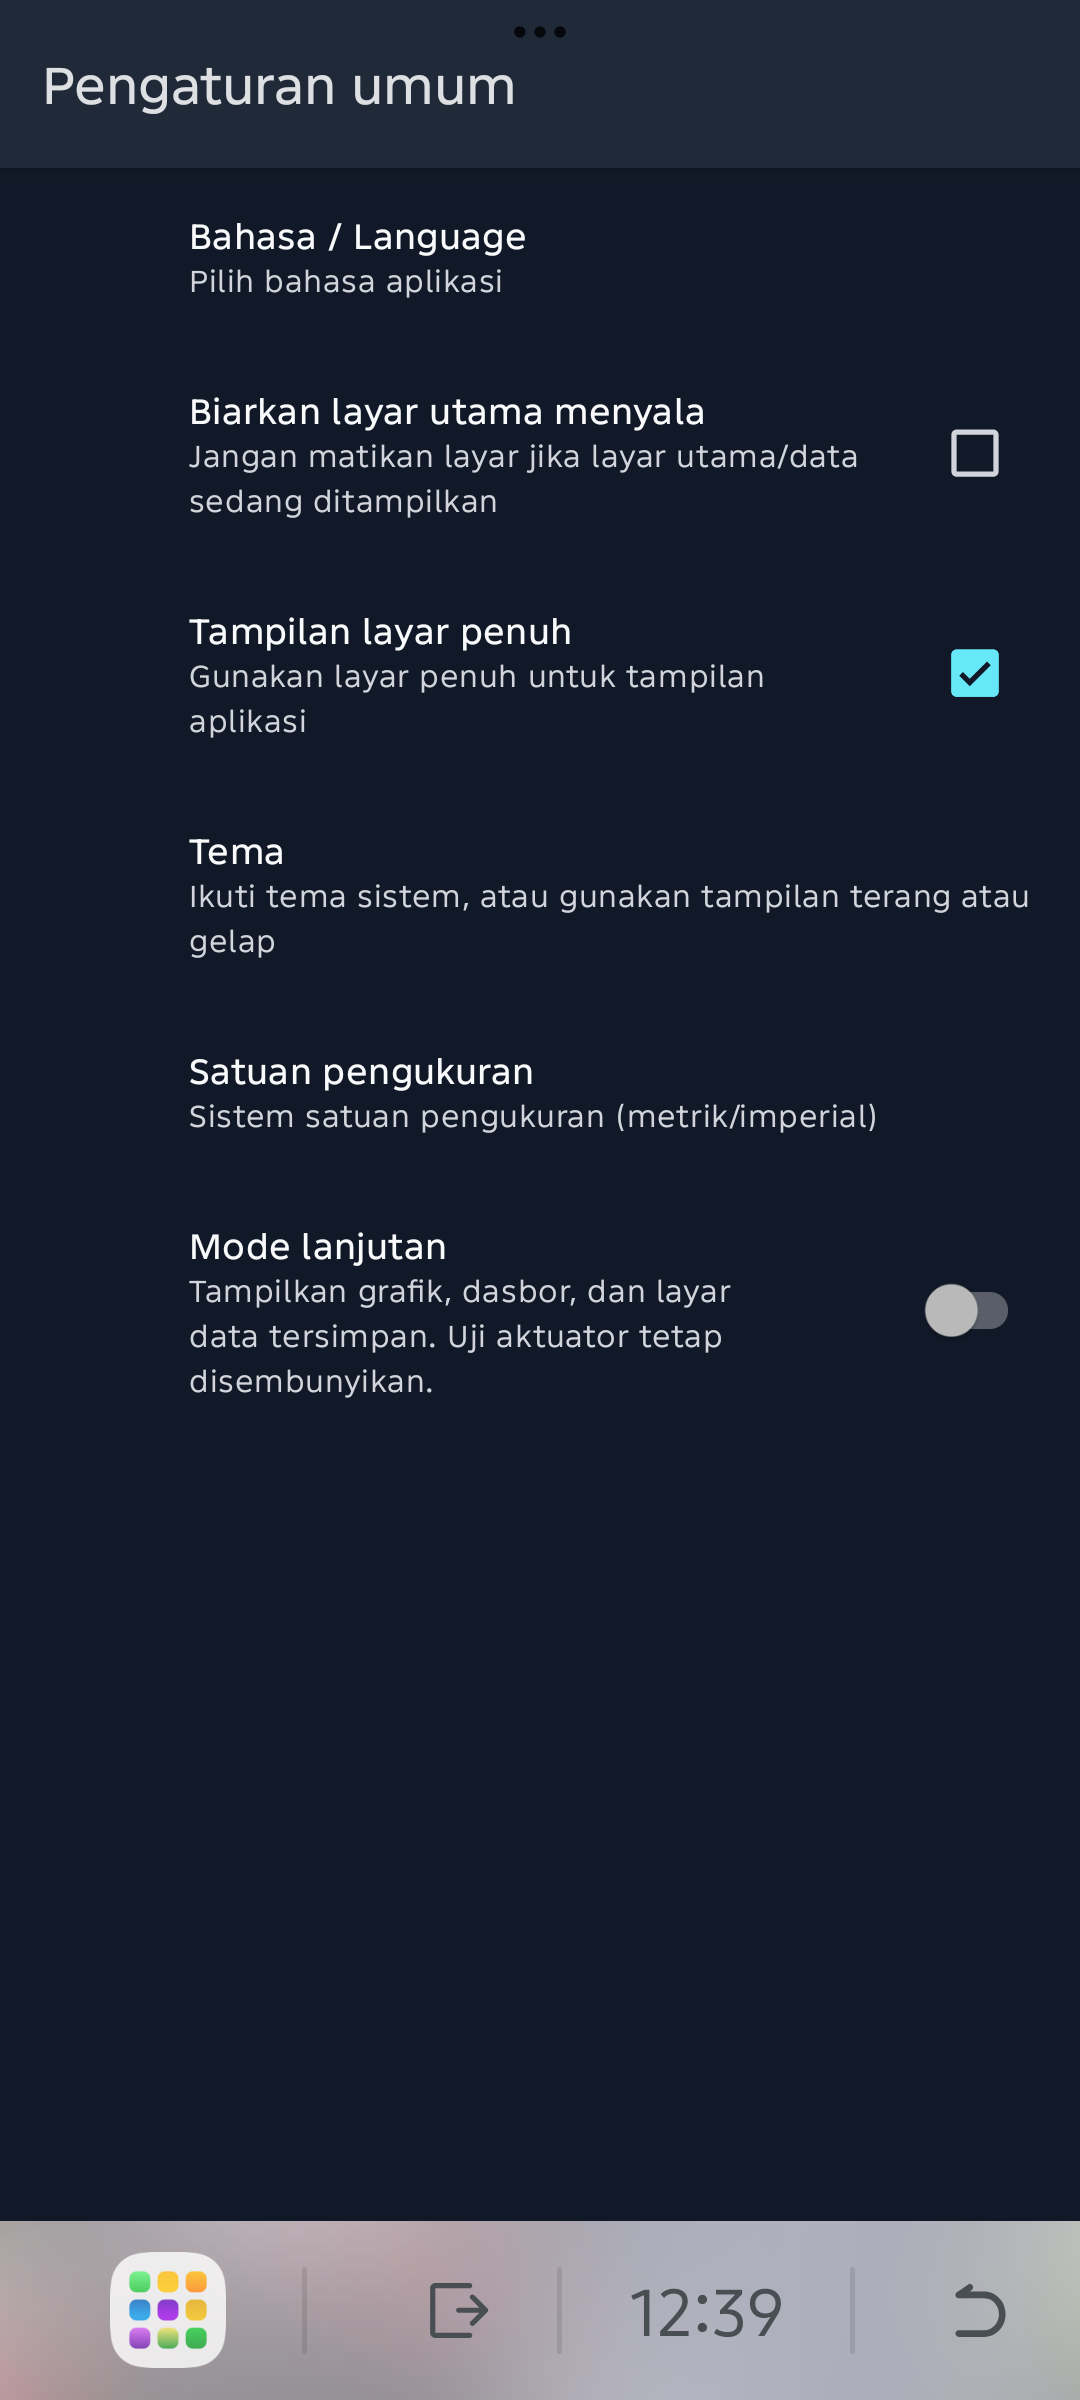 Pengaturan umum
Bahasa / Language
Pilih bahasa aplikasi
Biarkan layar utama menyala
Jangan matikan layar jika layar utama/data
sedang ditampilkan
Tampilan layar penuh
Gunakan layar penuh untuk tampilan
aplikasi
Tema
Ikuti tema sistem, atau gunakan tampilan terang atau
gelap
Satuan pengukuran
Sistem satuan pengukuran (metrik/imperial)
Mode lanjutan
Tampilkan grafik, dasbor, dan layar
data tersimpan. Uji aktuator tetap
disembunyikan.
12:39